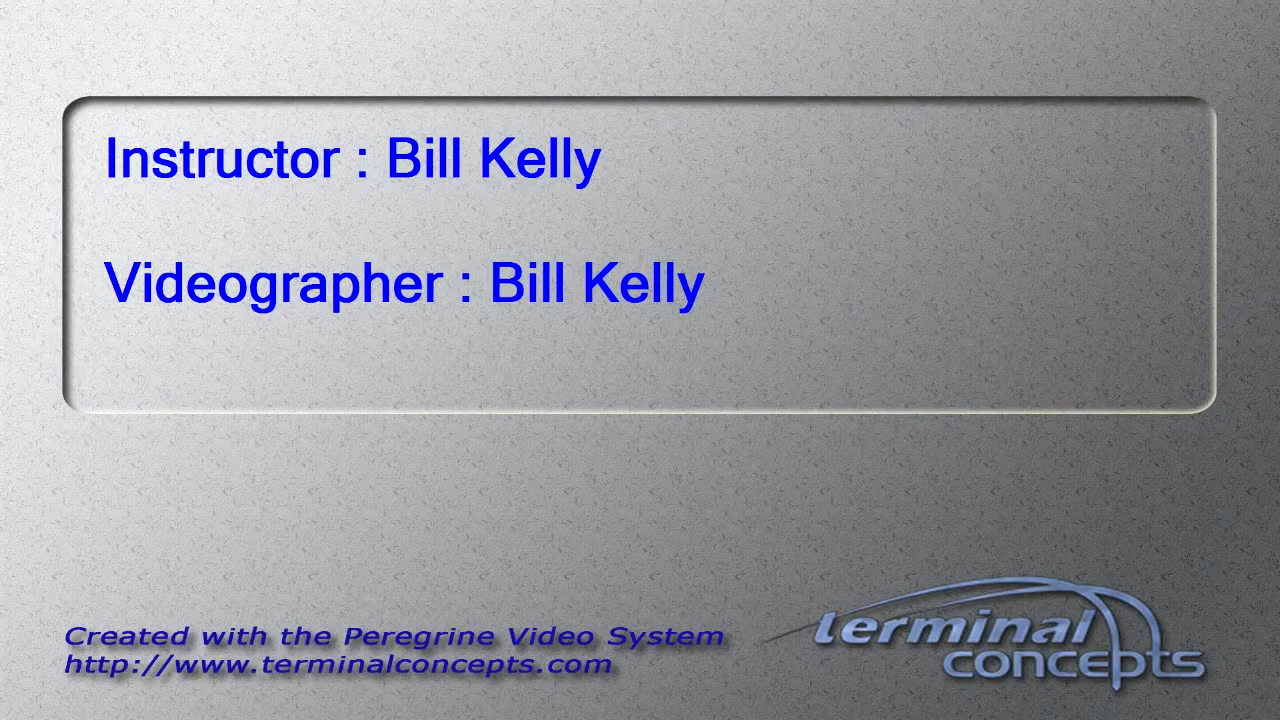 Instructor : Bill Kelly
Videographer : Bill Kelly
Created with the Peregrine Video System
http://www.terminalconcepts.com
terminal
concepts